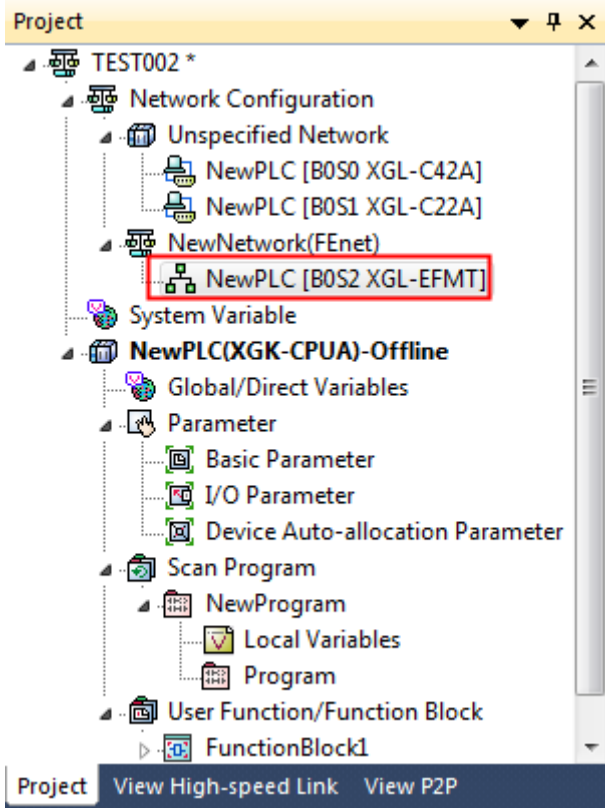 Project
TEST002 *
Network Configuration
Unspecified Network
NewPLC [B0S0 XGL-C42A]
NewPLC [B0S1 XGL-C22A]
NewNetwork(FEnet)
NewPLC [B0S2 XGL-EFMT]
System Variable
NewPLC(XGK-CPUA)-Offline
Global/Direct Variables
Parameter
Basic Parameter
I/O Parameter
Device Auto-allocation Parameter
Scan Program
NewProgram
Local Variables
Program
User Function/Function Block
FunctionBlock1
Project View High-speed Link View P2P